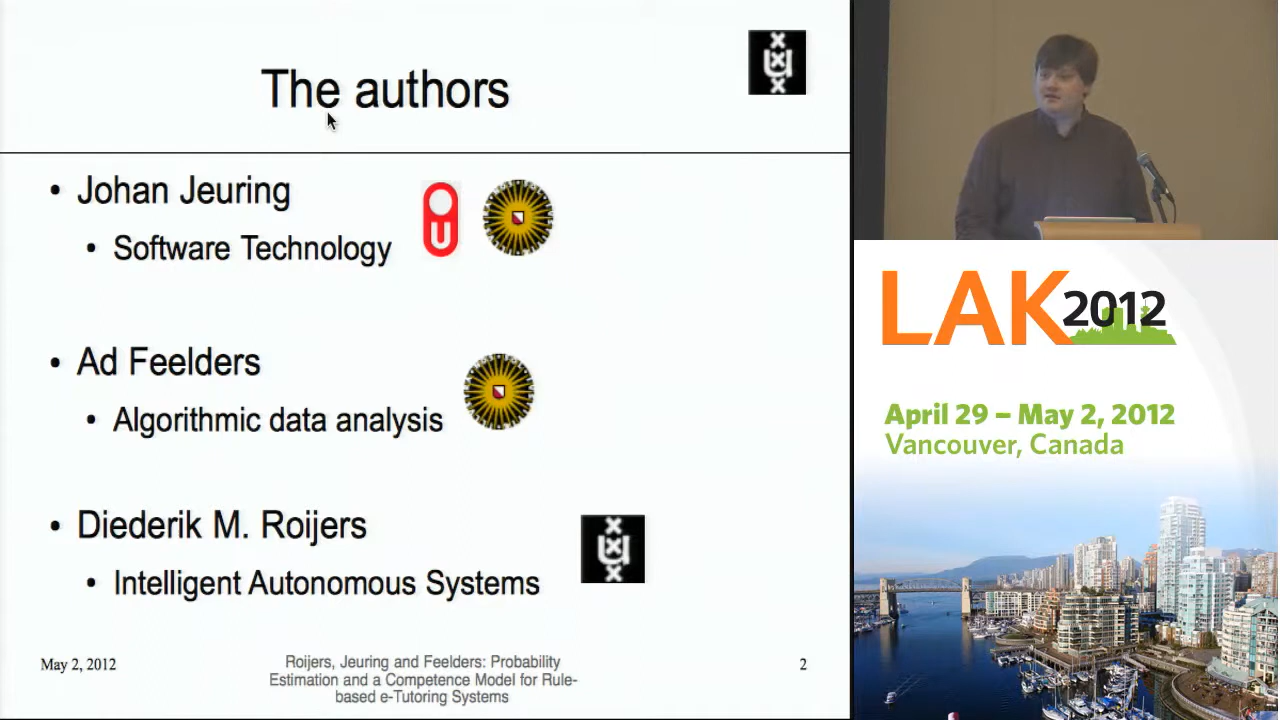 The authors
• Johan Jeuring
• Software Technology
• Ad Feelders
• Algorithmic data analysis
• Diederik M. Roijers
• Intelligent Autonomous Systems
May 2, 2012
Roijers, Jeuring and Feelders: Probability
Estimation and a Competence Model for Rule-
based e-Tutoring Systems
2
LAK2012
April 29 – May 2, 2012
Vancouver, Canada